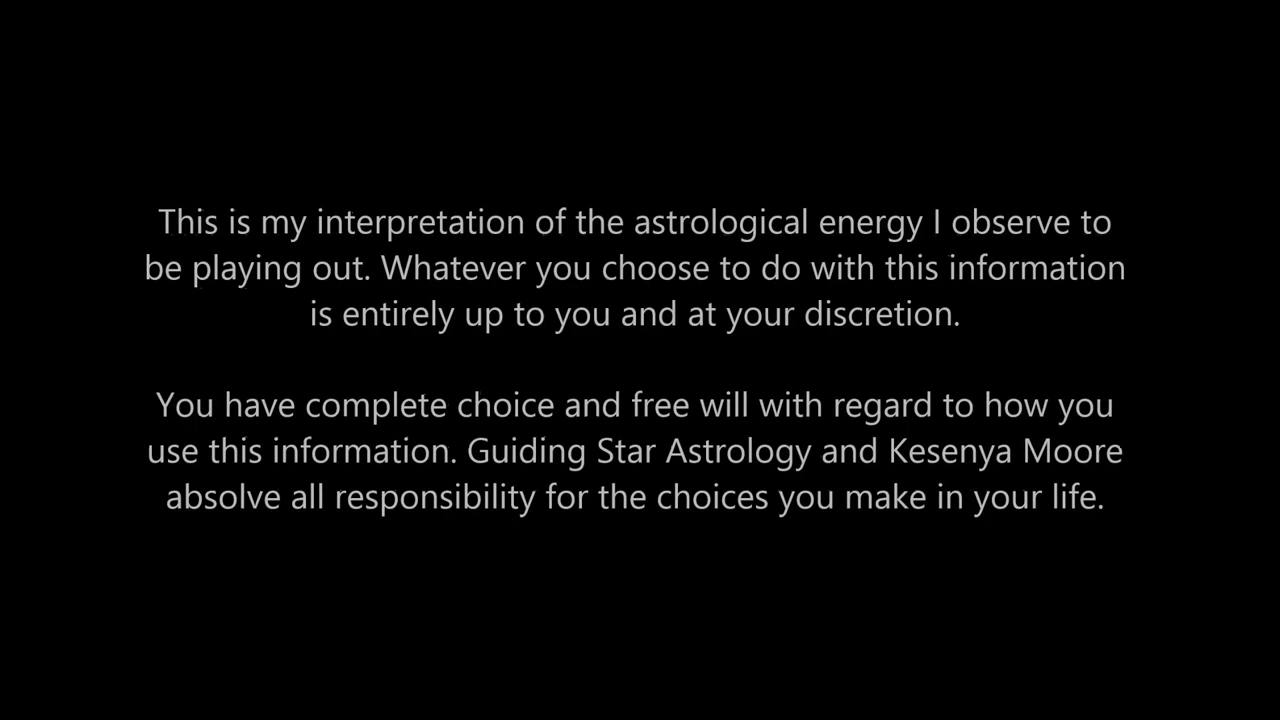 This is my interpretation of the astrological energy I observe to
be playing out. Whatever you choose to do with this information
is entirely up to you and at your discretion.
You have complete choice and free will with regard to how you
use this information. Guiding Star Astrology and Kesenya Moore
absolve all responsibility for the choices you make in your life.